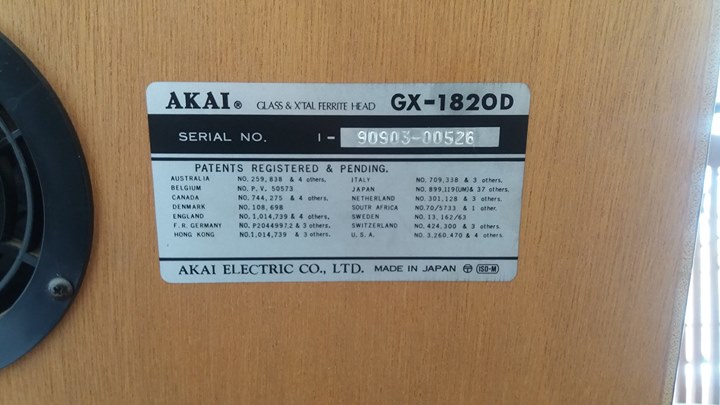 AKAI® GLASS & X'TAL FERRITE HEAD GX-1820D
SERIAL NO. I - 90903-00526
PATENTS REGISTERED & PENDING.
AUSTRALIA NO. 259, 838 & 4 others.
BELGIUM NO. P. V. 50573
CANADA NO. 744, 275 & 4 others.
DENMARK NO. 108, 698
ENGLAND NO. 1,014,739 & 4 others.
F. R. GERMANY NO. P2044997.2 & 3 others.
HONG KONG NO. 1,014,739 & 3 others.
ITALY NO. 709, 338 & 3 others.
JAPAN NO. 899,119(UM)& 37 others.
NETHERLAND NO. 301, 128 & 3 others.
SOUTH AFRICA NO. 70/5733 & 1 other.
SWEDEN NO. 13, 162/63
SWITZERLAND NO. 424, 300 & 3 others.
U. S. A. NO. 3,260,470 & 4 others.
AKAI ELECTRIC CO., LTD. MADE IN JAPAN ISO-M